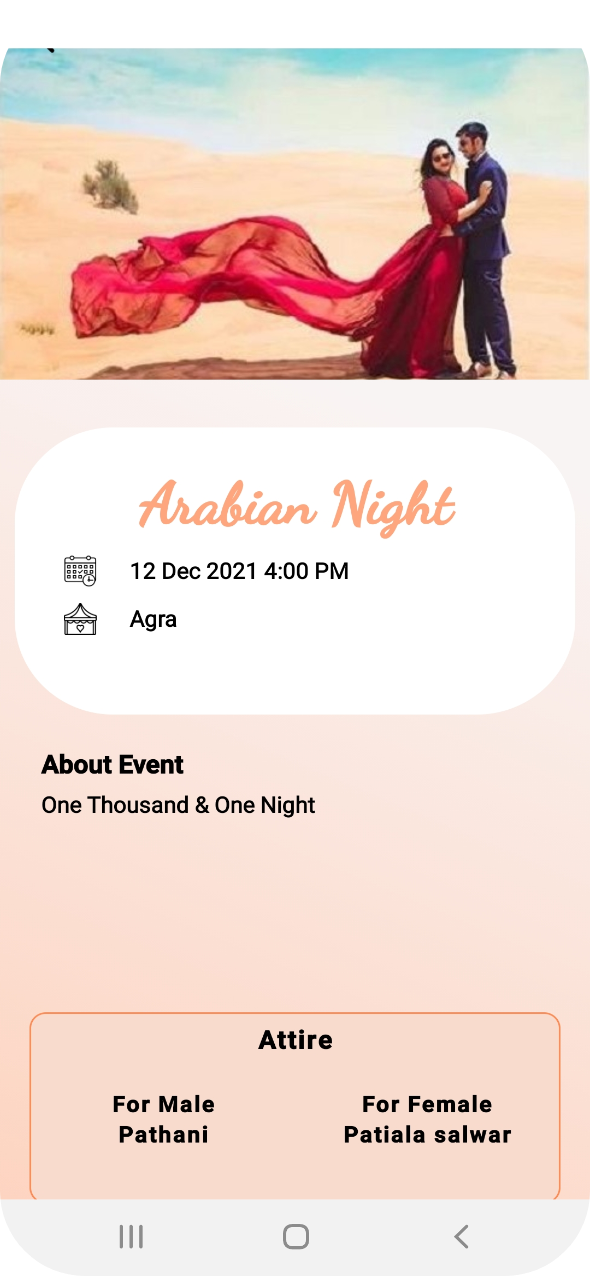 Arabian Night
12 Dec 2021 4:00 PM
Agra
About Event
One Thousand & One Night
Attire
For Male
Pathani
For Female
Patiala salwar